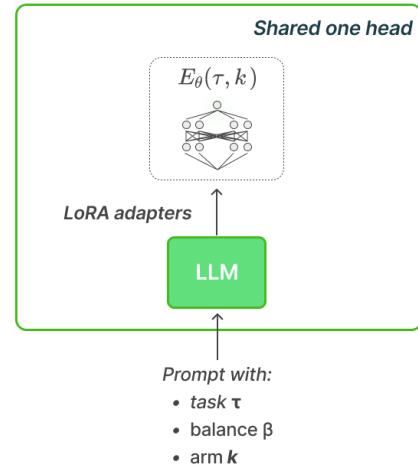 Shared one head
E_θ(τ, k)
LoRA adapters
LLM
Prompt with:
• task τ
• balance β
• arm k